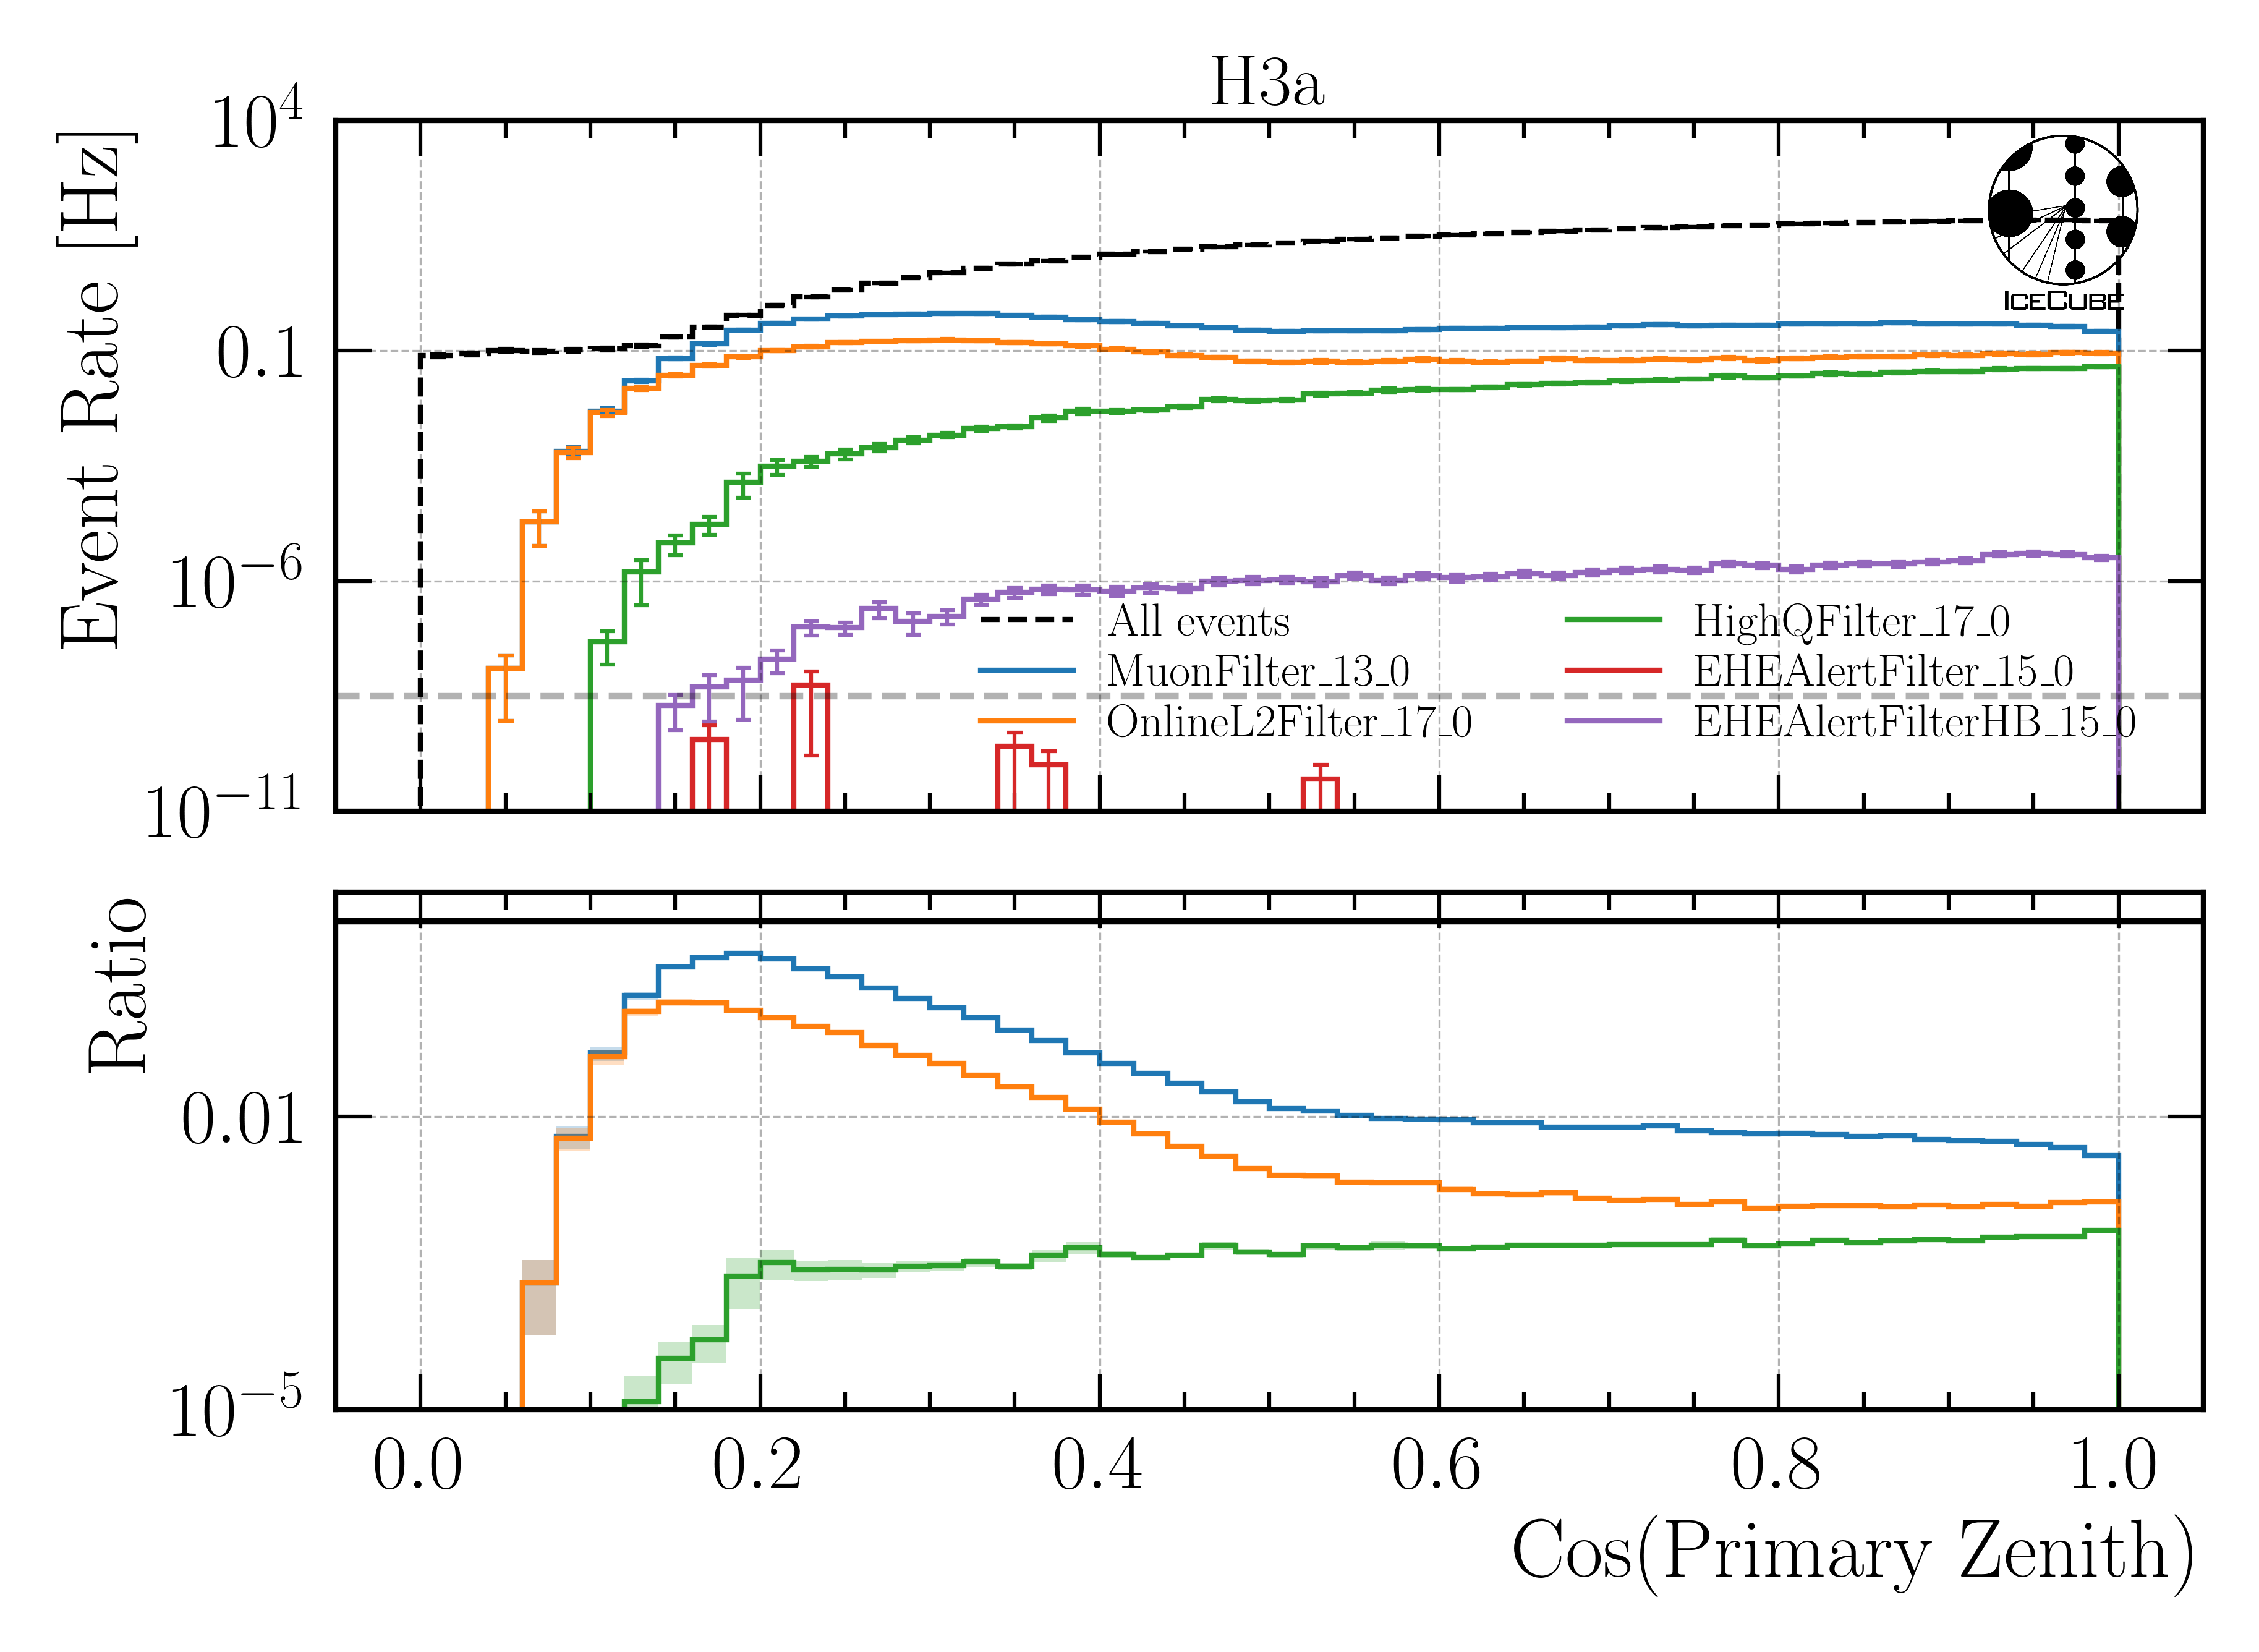 H3a
10^4
0.1
10^−6
10^−11
Event Rate [Hz]
ICECUBE
All events
MuonFilter_13_0
OnlineL2Filter_17_0
HighQFilter_17_0
EHEAlertFilter_15_0
EHEAlertFilterHB_15_0
Ratio
0.01
10^−5
0.0 0.2 0.4 0.6 0.8 1.0
Cos(Primary Zenith)